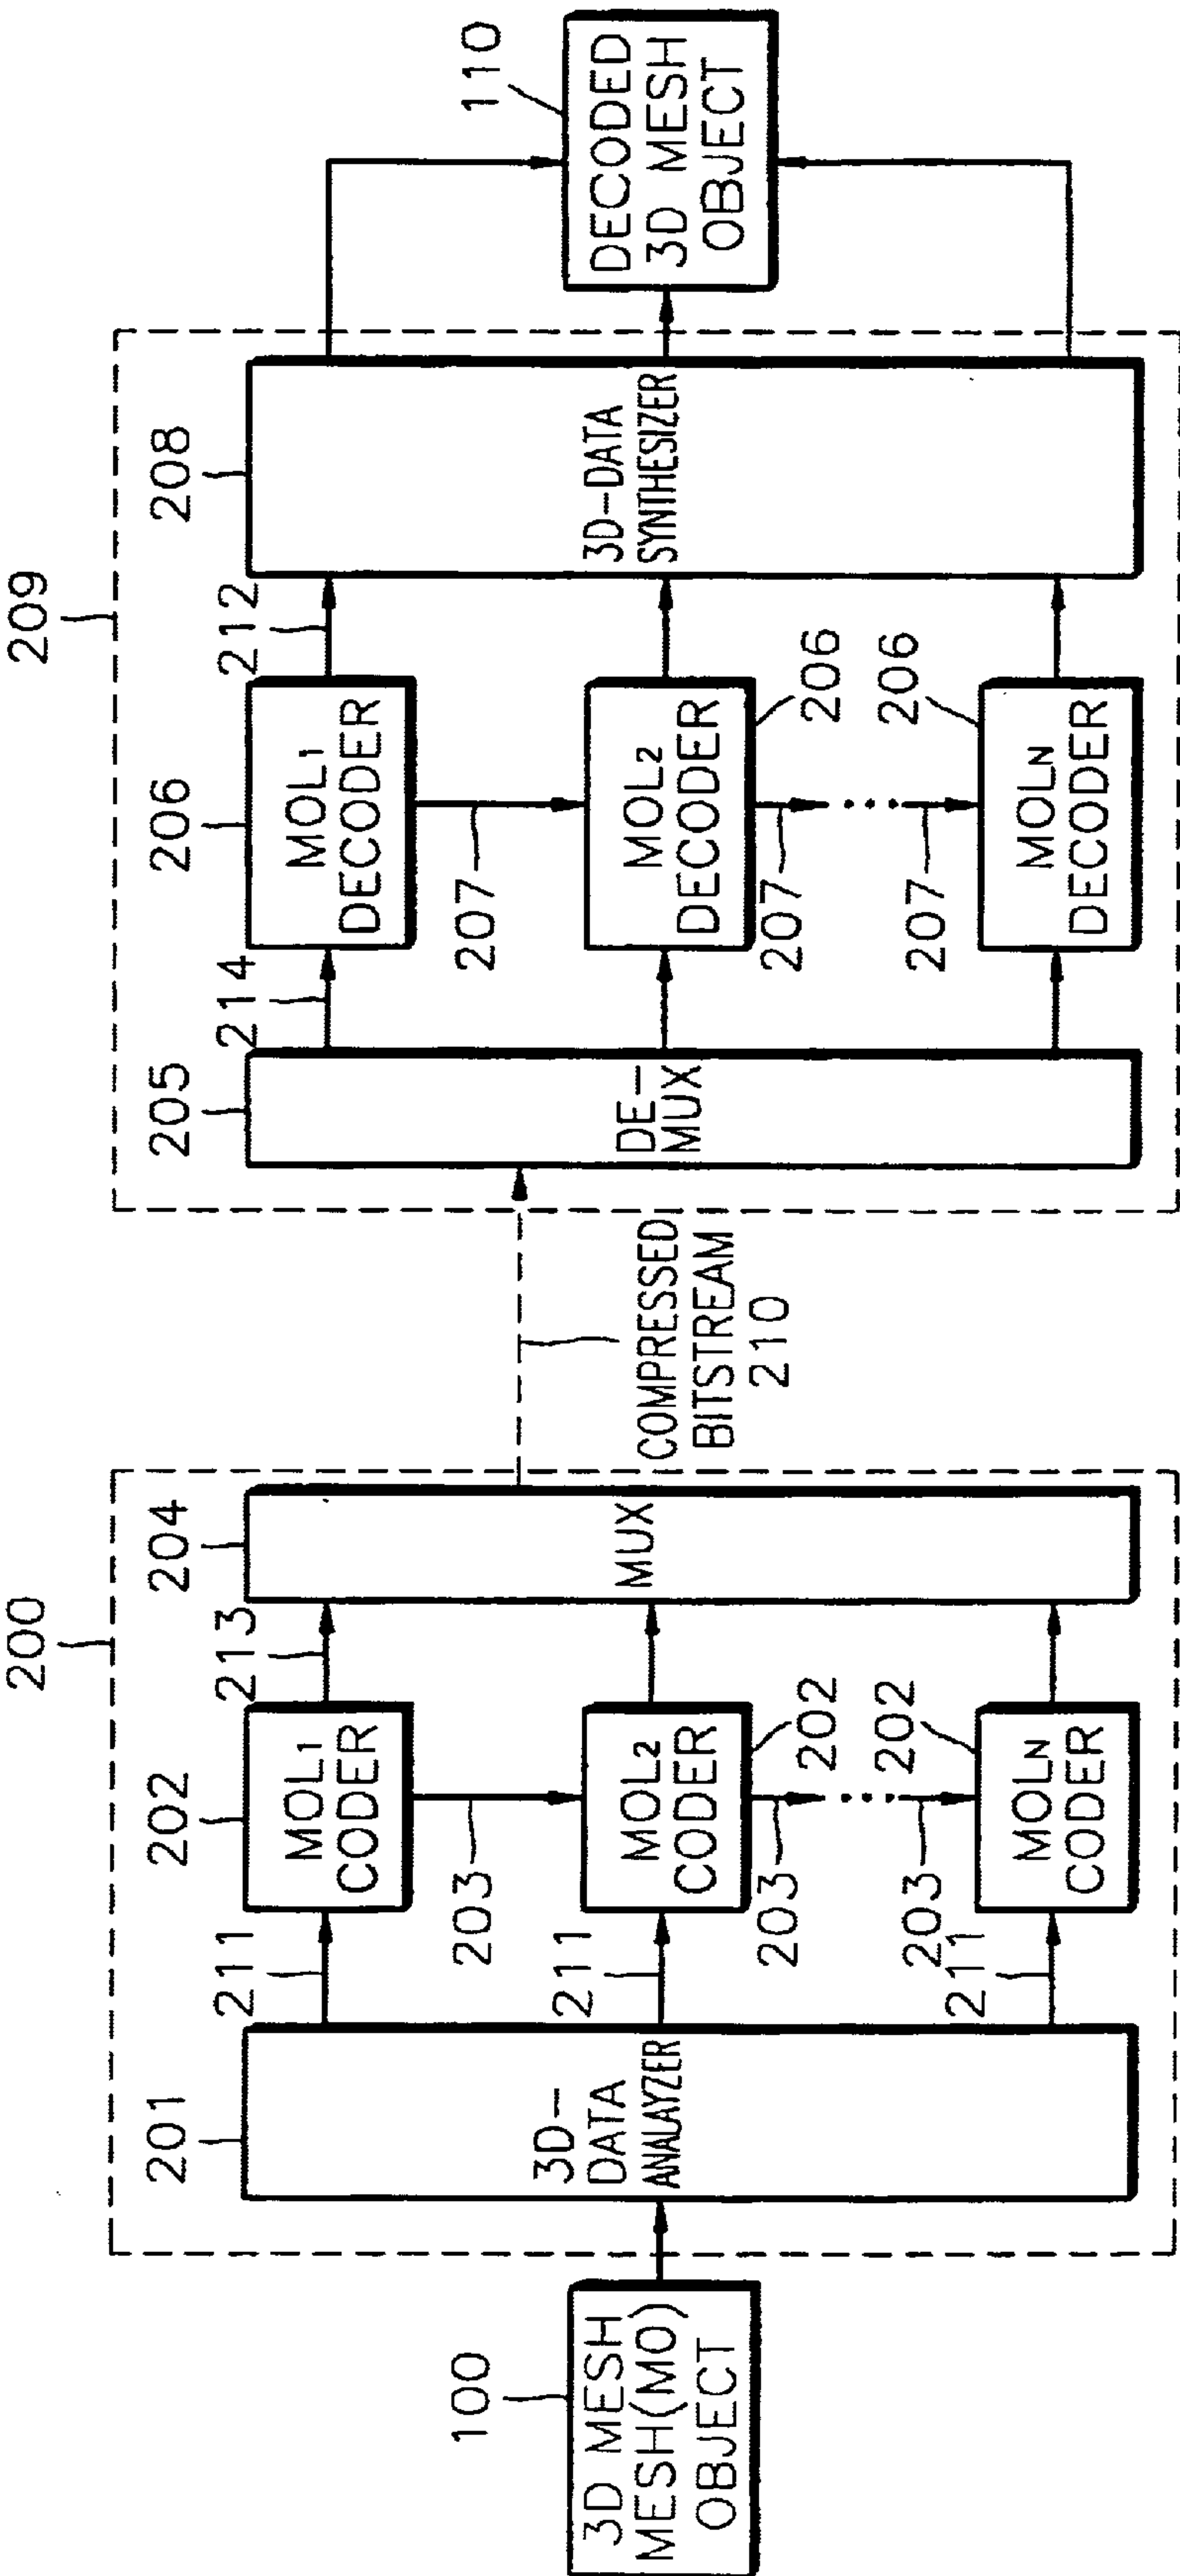 100
3D MESH
MESH(MO)
OBJECT
200
201
3D-
DATA
ANALAYZER
211
211
211
202
MOL1
CODER
203
MOL2
CODER
202
203
203
202
MOLN
CODER
213
204
MUX
COMPRESSED
BITSTREAM
210
209
205
DE-
MUX
214
206
MOL1
DECODER
207
MOL2
DECODER
206
207
207
206
MOLN
DECODER
212
208
3D-DATA
SYNTHESIZER
110
DECODED
3D MESH
OBJECT